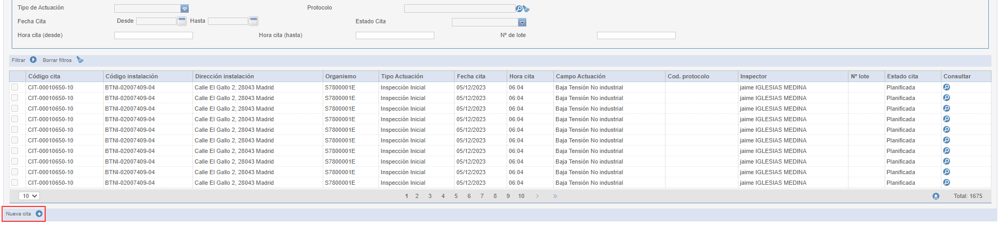 Tipo de Actuación Protocolo
Fecha Cita Desde Hasta Estado Cita
Hora cita (desde) Hora cita (hasta) Nº de lote
Filtrar Borrar filtros
Código cita Código instalación Dirección instalación Organismo Tipo Actuación Fecha cita Hora cita Campo Actuación Cod. protocolo Inspector Nº lote Estado cita Consultar
CIT-00010650-10 BTNI-02007409-04 Calle El Gallo 2, 28043 Madrid S7800001E Inspección Inicial 05/12/2023 06:04 Baja Tensión No industrial jaime IGLESIAS MEDINA Planificada
CIT-00010650-10 BTNI-02007409-04 Calle El Gallo 2, 28043 Madrid S7800001E Inspección Inicial 05/12/2023 06:04 Baja Tensión No industrial jaime IGLESIAS MEDINA Planificada
CIT-00010650-10 BTNI-02007409-04 Calle El Gallo 2, 28043 Madrid S7800001E Inspección Inicial 05/12/2023 06:04 Baja Tensión No industrial jaime IGLESIAS MEDINA Planificada
CIT-00010650-10 BTNI-02007409-04 Calle El Gallo 2, 28043 Madrid S7800001E Inspección Inicial 05/12/2023 06:04 Baja Tensión No industrial jaime IGLESIAS MEDINA Planificada
CIT-00010650-10 BTNI-02007409-04 Calle El Gallo 2, 28043 Madrid S7800001E Inspección Inicial 05/12/2023 06:04 Baja Tensión No industrial jaime IGLESIAS MEDINA Planificada
CIT-00010650-10 BTNI-02007409-04 Calle El Gallo 2, 28043 Madrid S7800001E Inspección Inicial 05/12/2023 06:04 Baja Tensión No industrial jaime IGLESIAS MEDINA Planificada
CIT-00010650-10 BTNI-02007409-04 Calle El Gallo 2, 28043 Madrid S7800001E Inspección Inicial 05/12/2023 06:04 Baja Tensión No industrial jaime IGLESIAS MEDINA Planificada
CIT-00010650-10 BTNI-02007409-04 Calle El Gallo 2, 28043 Madrid S7800001E Inspección Inicial 05/12/2023 06:04 Baja Tensión No industrial jaime IGLESIAS MEDINA Planificada
CIT-00010650-10 BTNI-02007409-04 Calle El Gallo 2, 28043 Madrid S7800001E Inspección Inicial 05/12/2023 06:04 Baja Tensión No industrial jaime IGLESIAS MEDINA Planificada
CIT-00010650-10 BTNI-02007409-04 Calle El Gallo 2, 28043 Madrid S7800001E Inspección Inicial 05/12/2023 06:04 Baja Tensión No industrial jaime IGLESIAS MEDINA Planificada
10 1 2 3 4 5 6 7 8 9 10 › » Total: 1675
Nueva cita